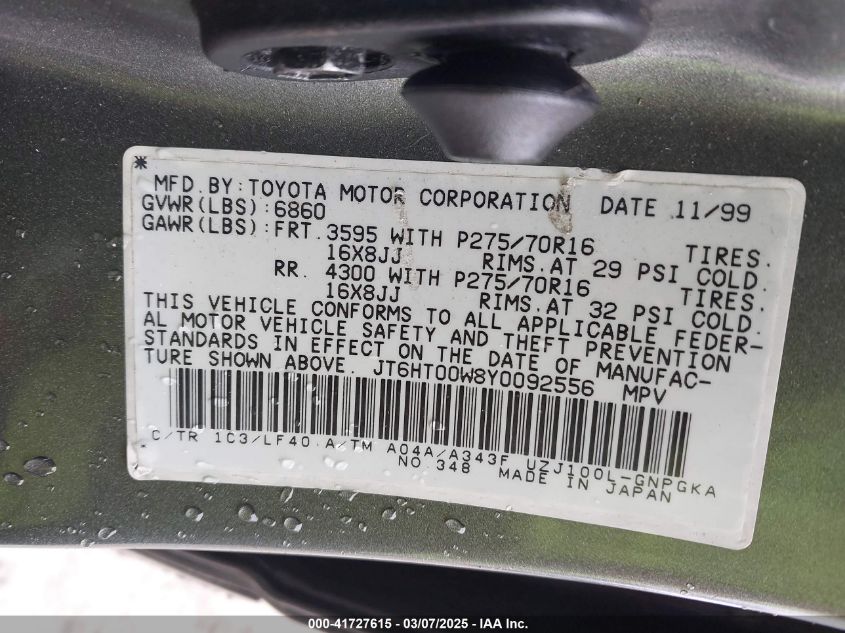 *
MFD. BY: TOYOTA MOTOR CORPORATION DATE 11/99
GVWR(LBS):6860
GAWR(LBS):FRT. 3595 WITH P275/70R16 TIRES.
16X8JJ RIMS.AT 29 PSI COLD.
RR. 4300 WITH P275/70R16 TIRES.
16X8JJ RIMS.AT 32 PSI COLD.
THIS VEHICLE CONFORMS TO ALL APPLICABLE FEDER-
AL MOTOR VEHICLE SAFETY AND THEFT PREVENTION
STANDARDS IN EFFECT ON THE DATE OF MANUFAC-
TURE SHOWN ABOVE. JT6HT00W8Y0092556 MPV
C/TR 1C3/LF40 A/TM A04A/A343F UZJ100L-GNPGKA
NO.348 MADE IN JAPAN
000-41727615 - 03/07/2025 - IAA Inc.